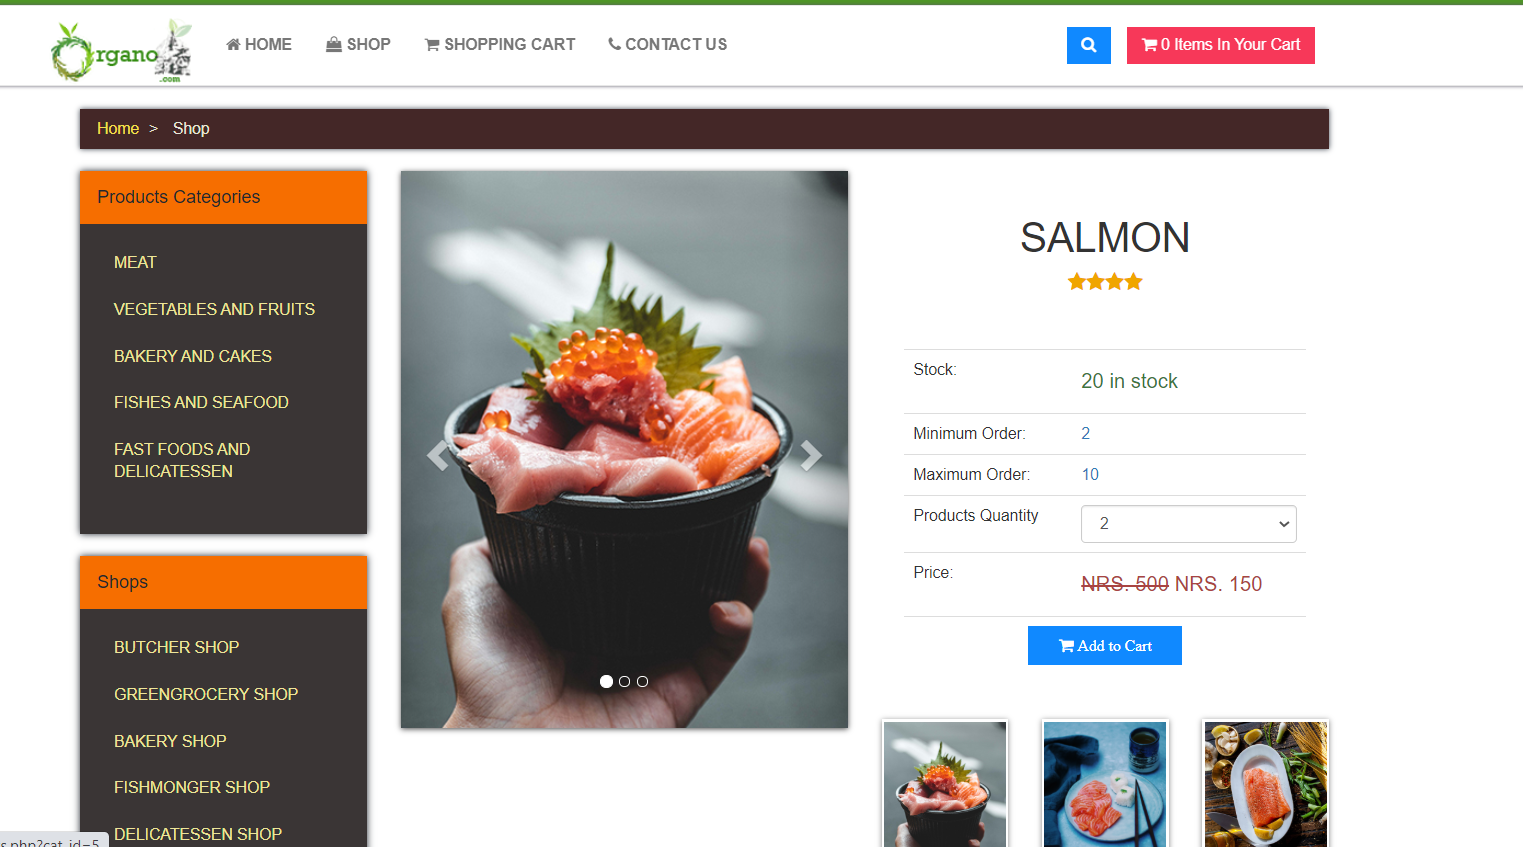 rgano
.com
HOME
SHOP
SHOPPING CART
CONTACT US
0 Items In Your Cart
Home > Shop
Products Categories
MEAT
VEGETABLES AND FRUITS
BAKERY AND CAKES
FISHES AND SEAFOOD
FAST FOODS AND
DELICATESSEN
Shops
BUTCHER SHOP
GREENGROCERY SHOP
BAKERY SHOP
FISHMONGER SHOP
DELICATESSEN SHOP
SALMON
Stock:
20 in stock
Minimum Order: 2
Maximum Order: 10
Products Quantity 2
Price:
NRS. 500 NRS. 150
Add to Cart
s.php?cat_id=5